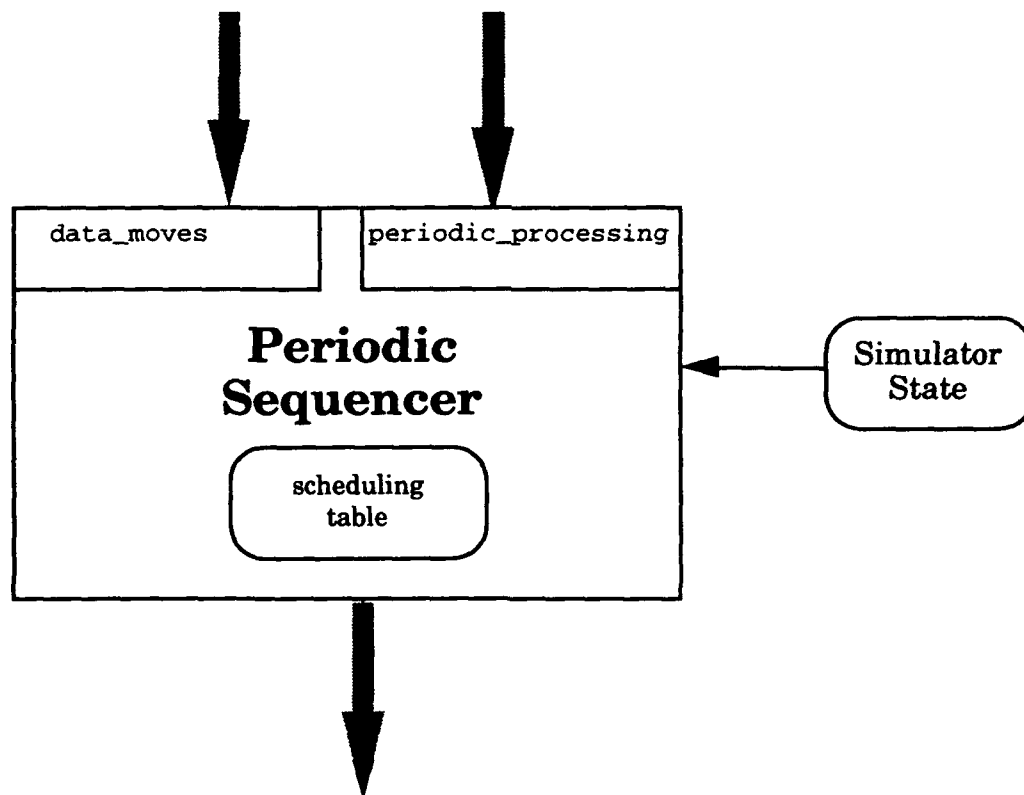 data_moves
periodic_processing
Periodic
Sequencer
Simulator
State
scheduling
table